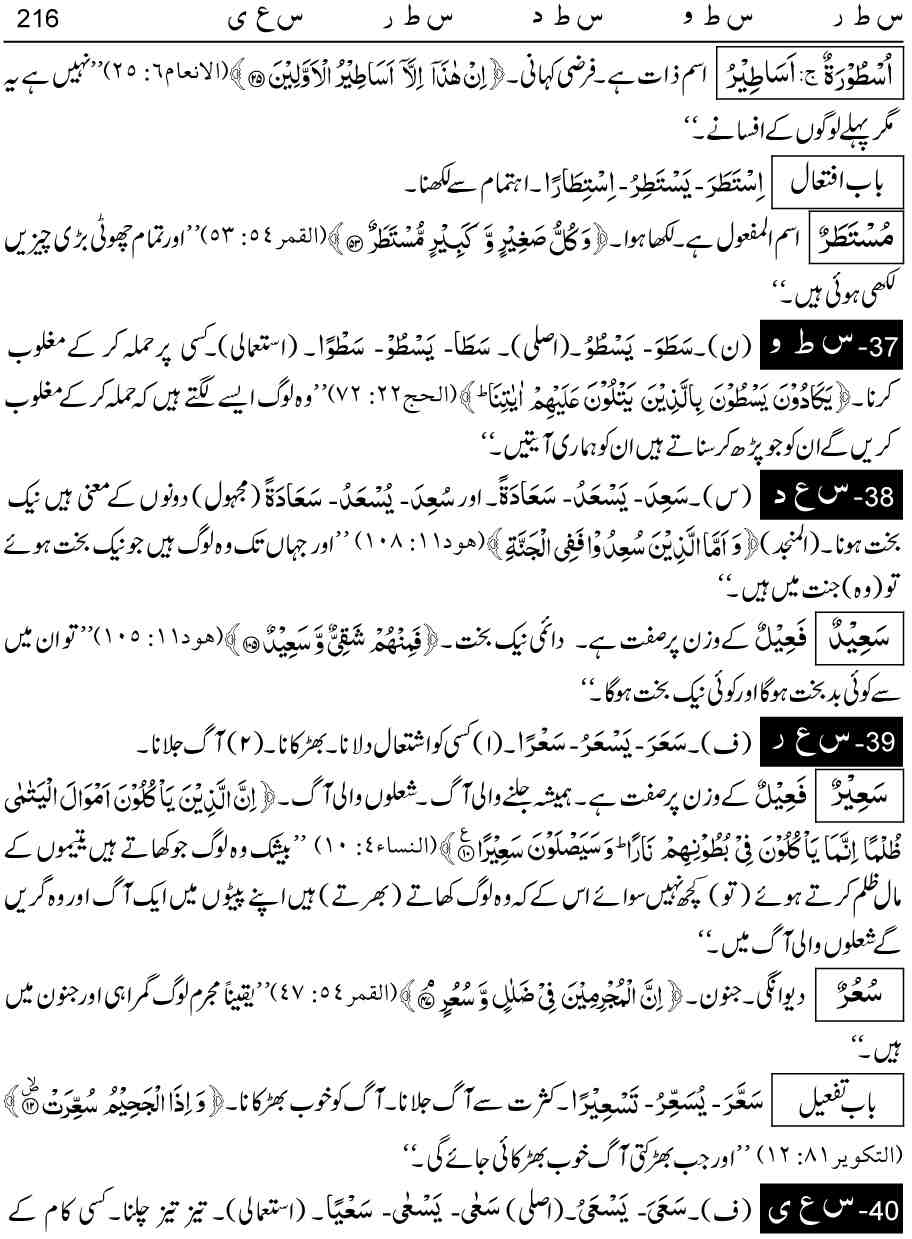 س ط ر س ط و س ط د س ط ر س ع ی 216
اُسْطُوْرَةٌ ج: اَسَاطِيْرُ اسم ذات ہے۔ فرضی کہانی۔ ﴿اِنْ هٰذَآ اِلَّآ اَسَاطِيْرُ الْاَوَّلِيْنَ ۲۵﴾ (الانعام٦: ٢٥) ’’نہیں ہے یہ
مگر پہلے لوگوں کے افسانے۔‘‘
باب افتعال اِسْتَطَرَ- يَسْتَطِرُ- اِسْتِطَارًا۔ اہتمام سے لکھنا۔
مُسْتَطَرٌ اسم المفعول ہے۔ لکھا ہوا۔ ﴿وَكُلُّ صَغِيْرٍ وَّ كَبِيْرٍ مُّسْتَطَرٌ ۵۳﴾ (القمر٥٤: ٥٣) ’’اور تمام چھوٹی بڑی چیزیں
لکھی ہوئی ہیں۔‘‘
37- س ط و (ن)۔ سَطَوَ- يَسْطُوُ۔ (اصلی)۔ سَطَا- يَسْطُوْ- سَطْوًا۔ (استعمالی)۔ کسی پر حملہ کر کے مغلوب
کرنا۔ ﴿يَكَادُوْنَ يَسْطُوْنَ بِالَّذِيْنَ يَتْلُوْنَ عَلَيْهِمْ اٰيٰتِنَا ؕ﴾ (الحج٢٢: ٧٢) ’’وہ لوگ ایسے لگتے ہیں کہ حملہ کر کے مغلوب
کریں گے ان کو جو پڑھ کر سناتے ہیں ان کو ہماری آیتیں۔‘‘
38- س ع د (س)۔ سَعِدَ- يَسْعَدُ- سَعَادَةً۔ اور سُعِدَ- يُسْعَدُ- سَعَادَةً (مجہول) دونوں کے معنی ہیں نیک
بخت ہونا۔ (المنجد) ﴿وَ اَمَّا الَّذِيْنَ سُعِدُوْا فَفِى الْجَنَّةِ﴾ (ھود١١: ١٠٨) ’’اور جہاں تک وہ لوگ ہیں جو نیک بخت ہوئے
تو (وہ) جنت میں ہیں۔‘‘
سَعِيْدٌ فَعِيْلٌ کے وزن پر صفت ہے۔ دائمی نیک بخت۔ ﴿فَمِنْهُمْ شَقِىٌّ وَّ سَعِيْدٌ ۱۰۵﴾ (ھود١١: ١٠٥) ’’تو ان میں
سے کوئی بد بخت ہوگا اور کوئی نیک بخت ہوگا۔‘‘
39- س ع ر (ف)۔ سَعَرَ- يَسْعَرُ- سَعْرًا۔ (۱) کسی کو اشتعال دلانا۔ بھڑکانا۔ (۲) آگ جلانا۔
سَعِيْرٌ فَعِيْلٌ کے وزن پر صفت ہے۔ ہمیشہ جلنے والی آگ۔ شعلوں والی آگ۔ ﴿اِنَّ الَّذِيْنَ يَاْكُلُوْنَ اَمْوَالَ الْيَتٰمٰى
ظُلْمًا اِنَّمَا يَاْكُلُوْنَ فِىْ بُطُوْنِهِمْ نَارًا ؕ وَ سَيَصْلَوْنَ سَعِيْرًا ۱۰ ع﴾ (النساء٤: ١٠) ’’بیشک وہ لوگ جو کھاتے ہیں یتیموں کے
مال ظلم کرتے ہوئے (تو) کچھ نہیں سوائے اس کے کہ وہ لوگ کھاتے (بھرتے) ہیں اپنے پیٹوں میں ایک آگ اور وہ گریں
گے شعلوں والی آگ میں۔‘‘
سُعُرٌ دیوانگی۔ جنون۔ ﴿اِنَّ الْمُجْرِمِيْنَ فِىْ ضَلٰلٍ وَّ سُعُرٍ ۴۷﴾ (القمر٥٤: ٤٧) ’’یقیناً مجرم لوگ گمراہی اور جنون میں
ہیں۔‘‘
باب تفعیل سَعَّرَ- يُسَعِّرُ- تَسْعِيْرًا۔ کثرت سے آگ جلانا۔ آگ کو خوب بھڑکانا۔ ﴿وَ اِذَا الْجَحِيْمُ سُعِّرَتْ ۱۲﴾
(التکویر٨١: ١٢) ’’اور جب بھڑکتی آگ خوب بھڑکائی جائے گی۔‘‘
40- س ع ی (ف)۔ سَعَىَ- يَسْعَىُ۔ (اصلی) سَعٰى- يَسْعٰى- سَعْيًا۔ (استعمالی)۔ تیز تیز چلنا۔ کسی کام کے